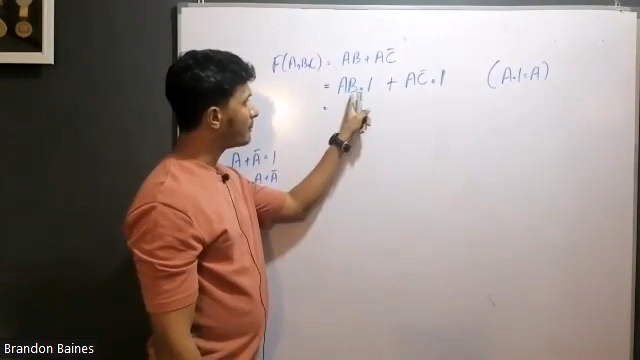 F(A,B,C) = AB + AC̄
= AB.1 + AC̄.1 (A.1=A)
=
A + Ā = 1
A + Ā
Brandon Baines